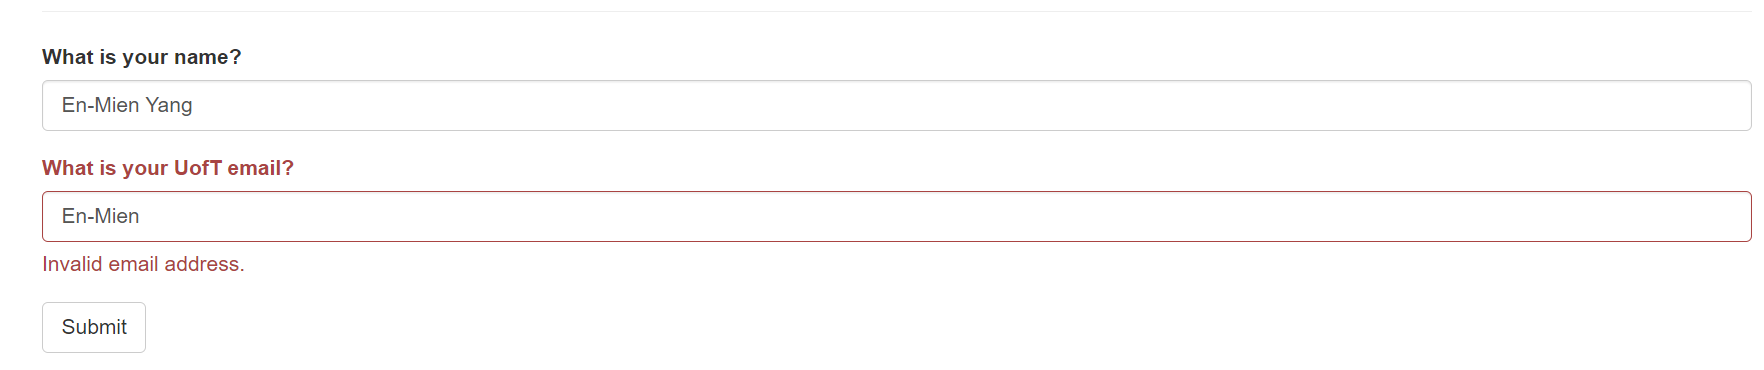 What is your name?
En-Mien Yang
What is your UofT email?
En-Mien
Invalid email address.
Submit